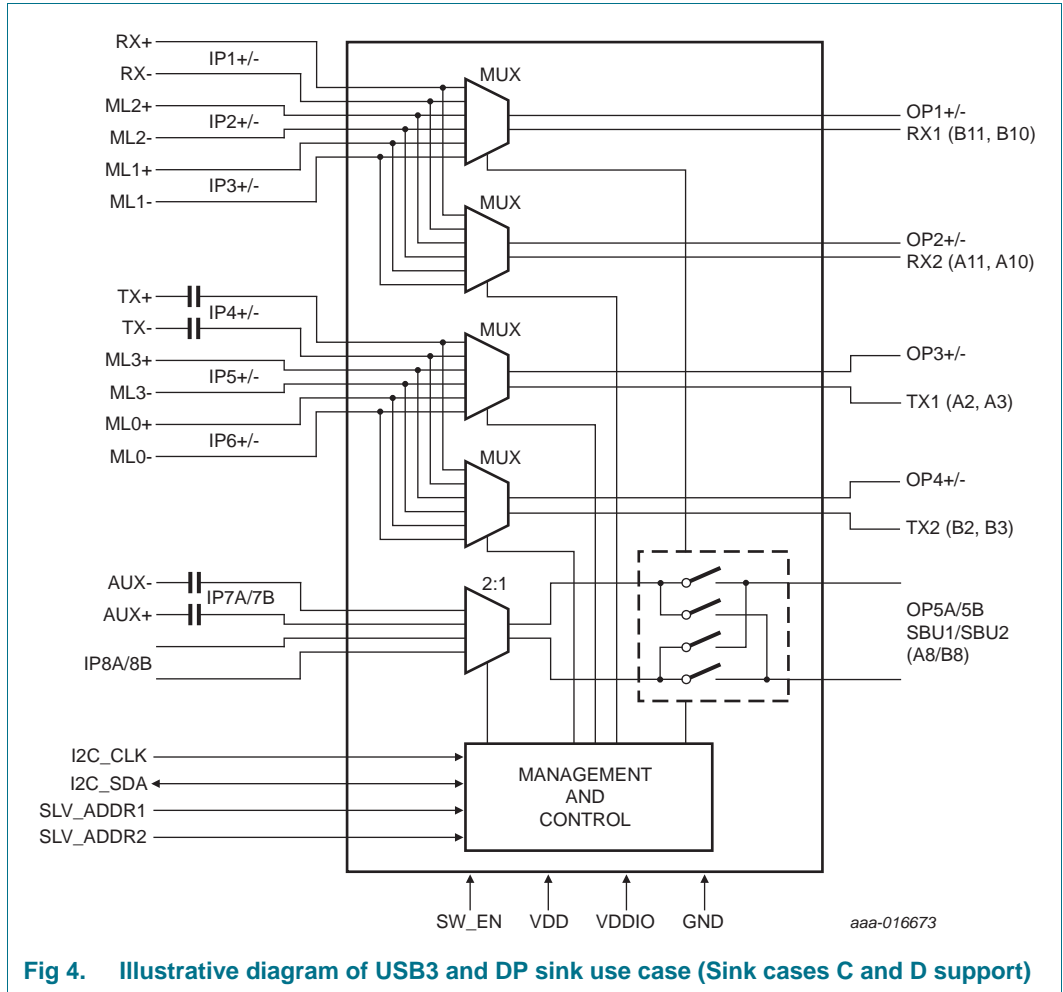 RX+
IP1+/-
RX-
MUX
ML2+
IP2+/-
ML2-
OP1+/-
RX1 (B11, B10)
ML1+
IP3+/-
ML1-
MUX
OP2+/-
RX2 (A11, A10)
TX+
IP4+/-
TX-
MUX
ML3+
IP5+/-
ML3-
OP3+/-
TX1 (A2, A3)
ML0+
IP6+/-
ML0-
MUX
OP4+/-
TX2 (B2, B3)
AUX-
IP7A/7B
AUX+
2:1
IP8A/8B
OP5A/5B
SBU1/SBU2
(A8/B8)
I2C_CLK
I2C_SDA
SLV_ADDR1
SLV_ADDR2
MANAGEMENT
AND
CONTROL
SW_EN VDD VDDIO GND
aaa-016673
Fig 4. Illustrative diagram of USB3 and DP sink use case (Sink cases C and D support)